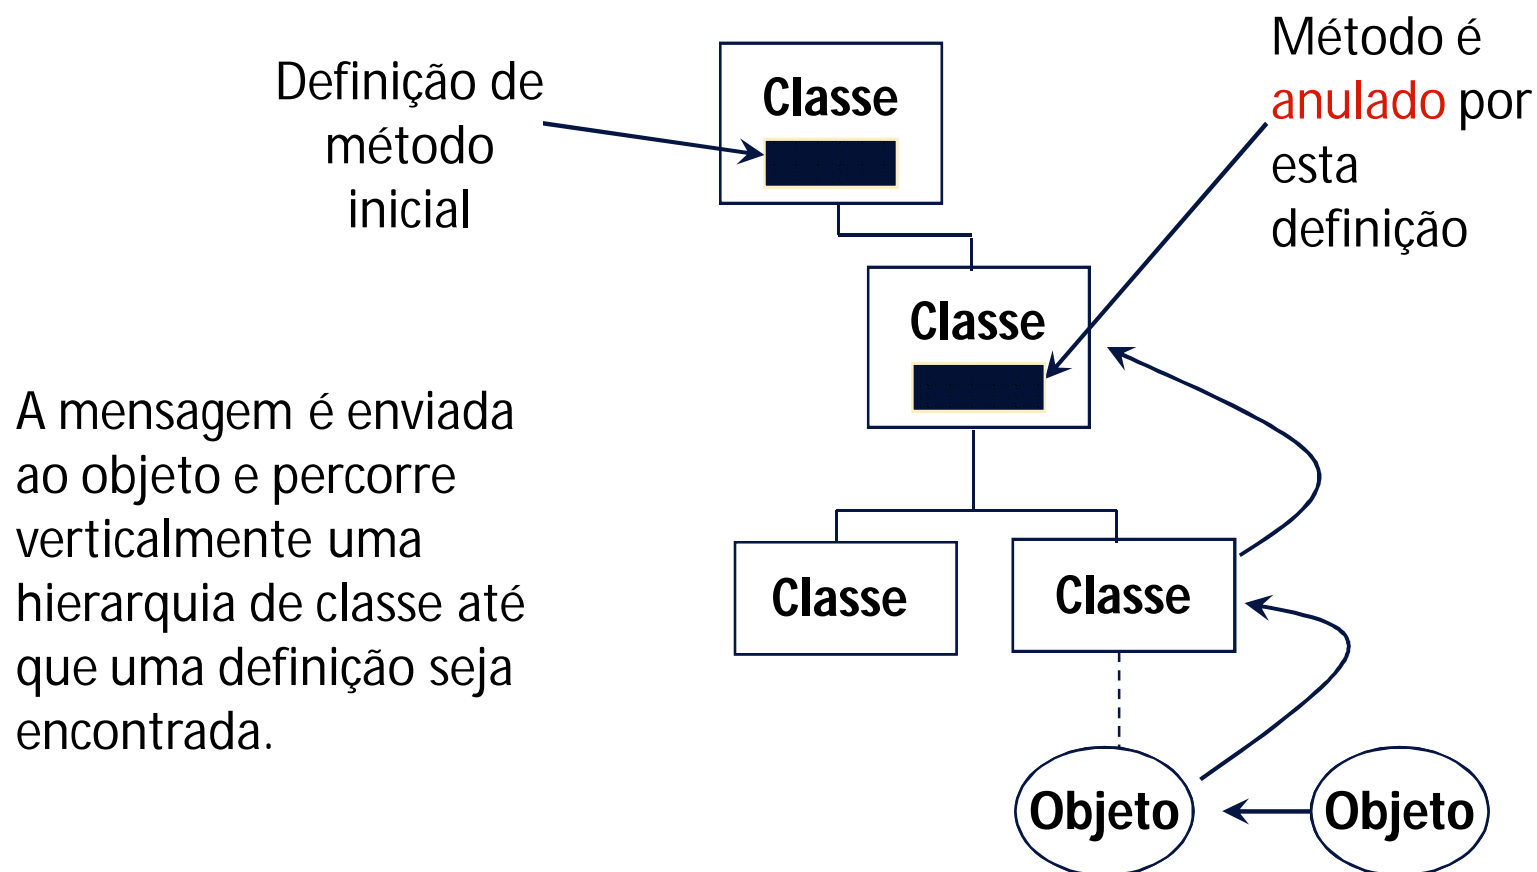 Definição de
método
inicial
Classe
Método é
anulado por
esta
definição
Classe
A mensagem é enviada
ao objeto e percorre
verticalmente uma
hierarquia de classe até
que uma definição seja
encontrada.
Classe
Classe
Objeto
Objeto